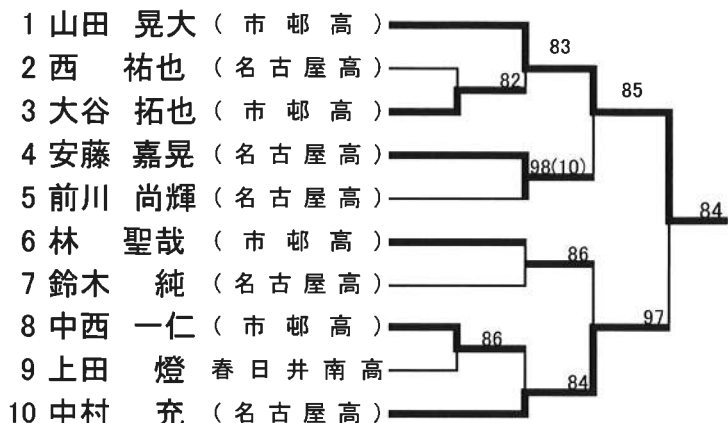 1 山田 晃大 (市邨高)
2 西 祐也 (名古屋高)
3 大谷 拓也 (市邨高)
4 安藤 嘉晃 (名古屋高)
5 前川 尚輝 (名古屋高)
6 林 聖哉 (市邨高)
7 鈴木 純 (名古屋高)
8 中西 一仁 (市邨高)
9 上田 燈 春日井南高
10 中村 充 (名古屋高)
83
82
85
98(10)
84
86
97
86
84